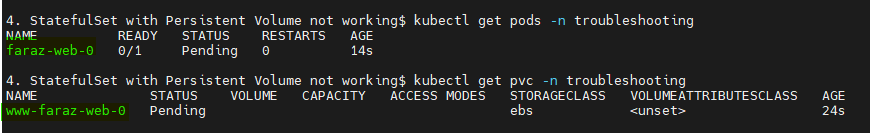 4. StatefulSet with Persistent Volume not working$ kubectl get pods -n troubleshooting
NAME READY STATUS RESTARTS AGE
faraz-web-0 0/1 Pending 0 14s
4. StatefulSet with Persistent Volume not working$ kubectl get pvc -n troubleshooting
NAME STATUS VOLUME CAPACITY ACCESS MODES STORAGECLASS VOLUMEATTRIBUTESCLASS AGE
www-faraz-web-0 Pending ebs <unset> 24s